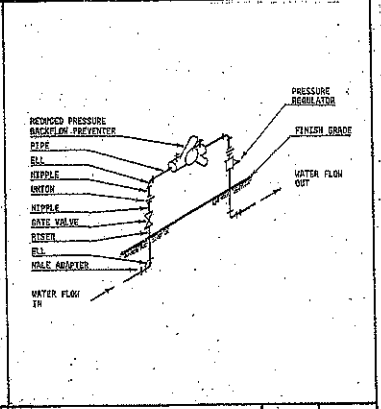 PRESSURE
REGULATOR
REDUCED PRESSURE
BACKFLOW PREVENTER
FINISH GRADE
PIPE
ELL
NIPPLE
UNION
WATER FLOW
OUT
NIPPLE
GATE VALVE
RISER
ELL
MALE ADAPTER
WATER FLOW
IN